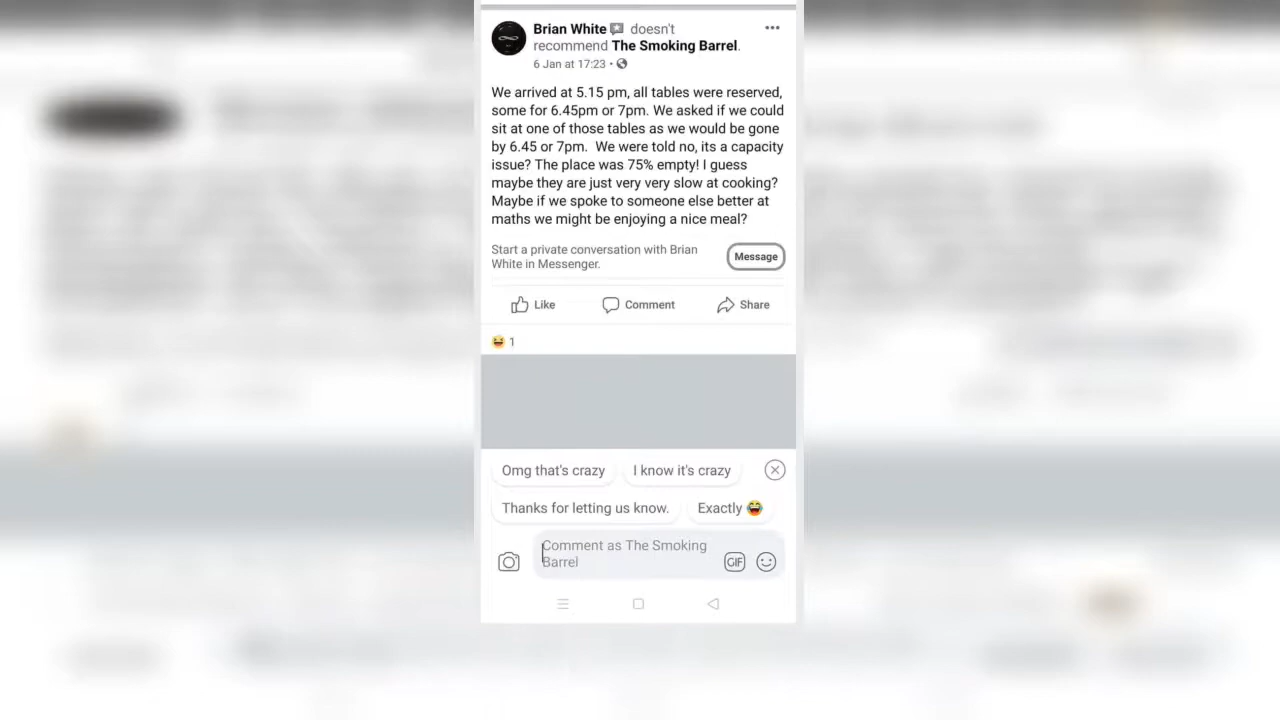 Brian White doesn't
recommend The Smoking Barrel.
6 Jan at 17:23 •
We arrived at 5.15 pm, all tables were reserved,
some for 6.45pm or 7pm. We asked if we could
sit at one of those tables as we would be gone
by 6.45 or 7pm. We were told no, its a capacity
issue? The place was 75% empty! I guess
maybe they are just very very slow at cooking?
Maybe if we spoke to someone else better at
maths we might be enjoying a nice meal?
Start a private conversation with Brian
White in Messenger.
Message
Like Comment Share
1
Omg that's crazy I know it's crazy
Thanks for letting us know. Exactly 😂
Comment as The Smoking
Barrel
GIF